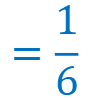 = 1/6